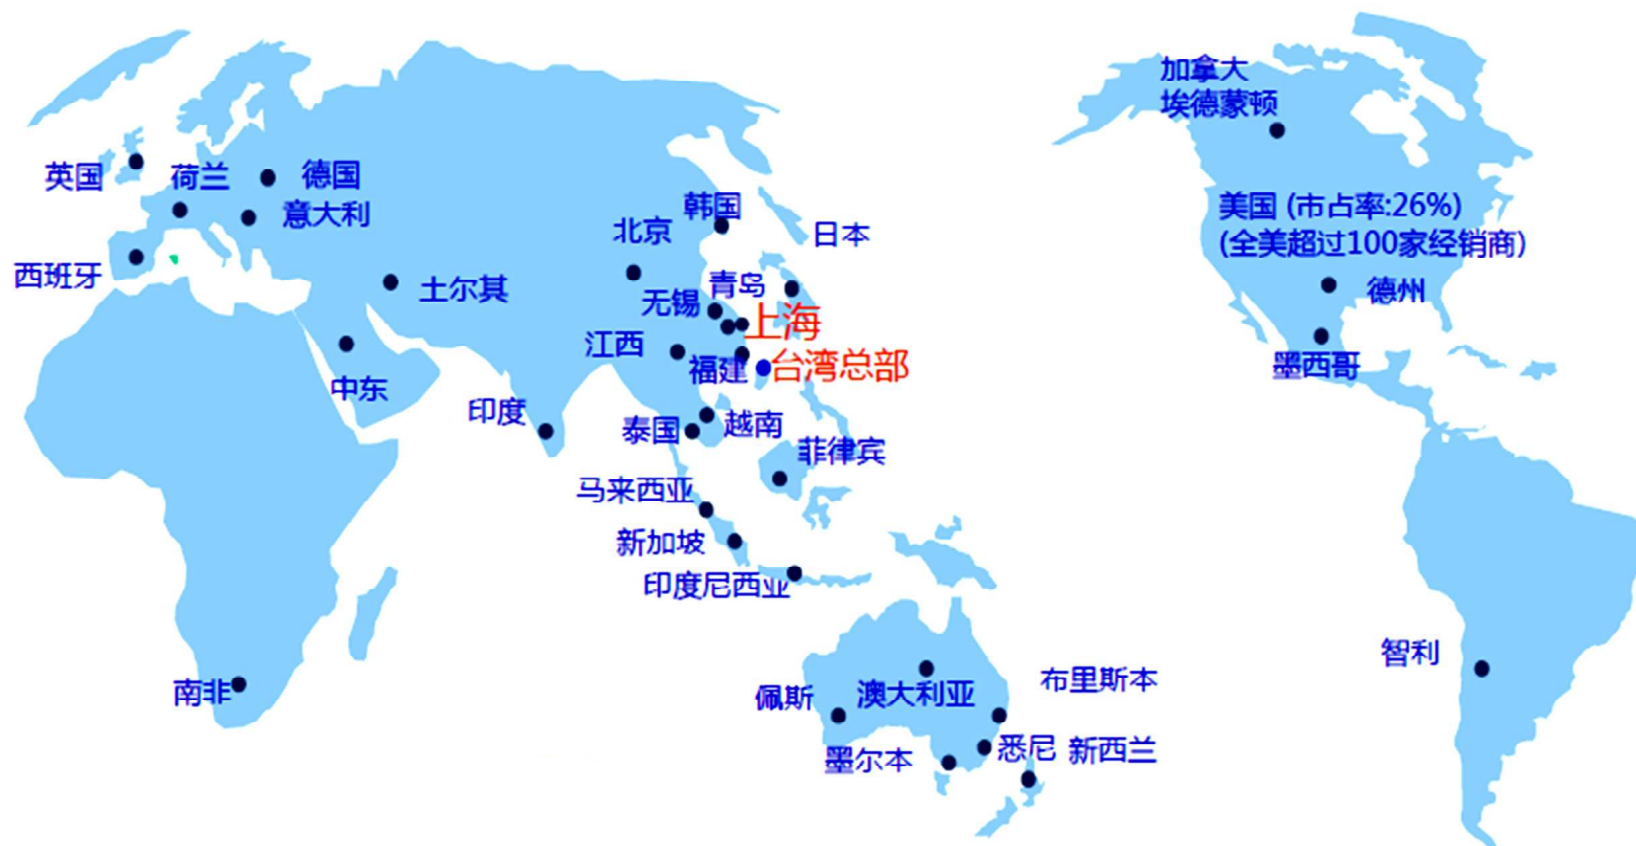 加拿大
埃德蒙顿
英国
荷兰
德国
意大利
西班牙
土尔其
中东
南非
印度
北京
韩国
日本
青岛
无锡
上海
江西
福建
台湾总部
泰国
越南
菲律宾
马来西亚
新加坡
印度尼西亚
佩斯
澳大利亚
布里斯本
墨尔本
悉尼
新西兰
美国 (市占率:26%)
(全美超过100家经销商)
德州
墨西哥
智利